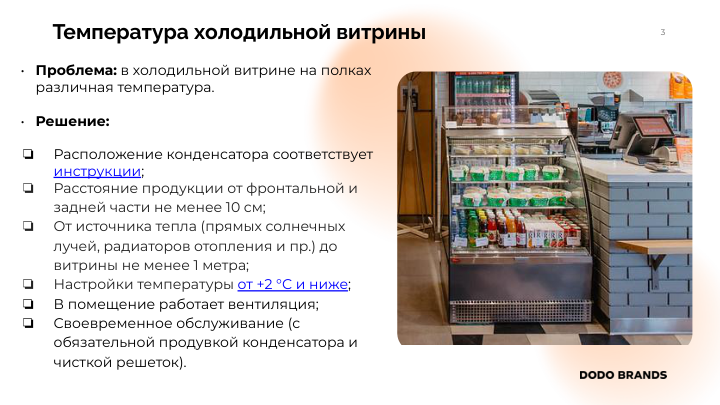 Температура холодильной витрины
3
• Проблема: в холодильной витрине на полках
различная температура.
• Решение:
❑ Расположение конденсатора соответствует
инструкции;
❑ Расстояние продукции от фронтальной и
задней части не менее 10 см;
❑ От источника тепла (прямых солнечных
лучей, радиаторов отопления и пр.) до
витрины не менее 1 метра;
❑ Настройки температуры от +2 °C и ниже;
❑ В помещение работает вентиляция;
❑ Своевременное обслуживание (с
обязательной продувкой конденсатора и
чисткой решеток).
DODO BRANDS